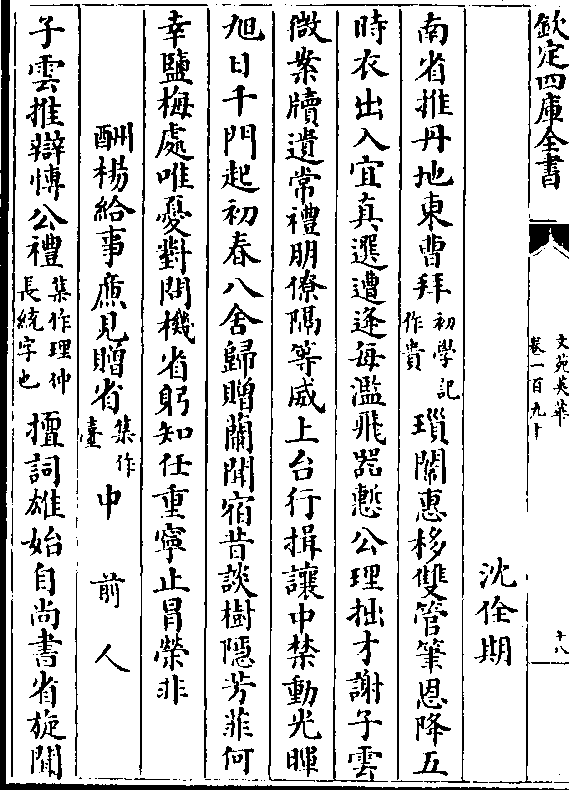 欽定四庫全書
文苑英華
卷一百九十
十八
沈佺期
南省推丹地東曹拜初學記作貴瑣闈惠移雙管筆恩降五
時衣出入宜真選遭逢每濫飛器慙公理拙才謝子雲
微案牘遺常禮朋僚隔等威上台行揖讓中禁動光暉
旭日千門起初春八舍歸贈蘭聞宿昔談樹隱芳菲何
幸鹽梅處唯憂對問機省躬知任重寧止冒榮非
酬楊給事廉見贈省集作臺中 前人
子雲推辯博公禮集作理仲長統字也擅詞雄始自尚書省旋聞